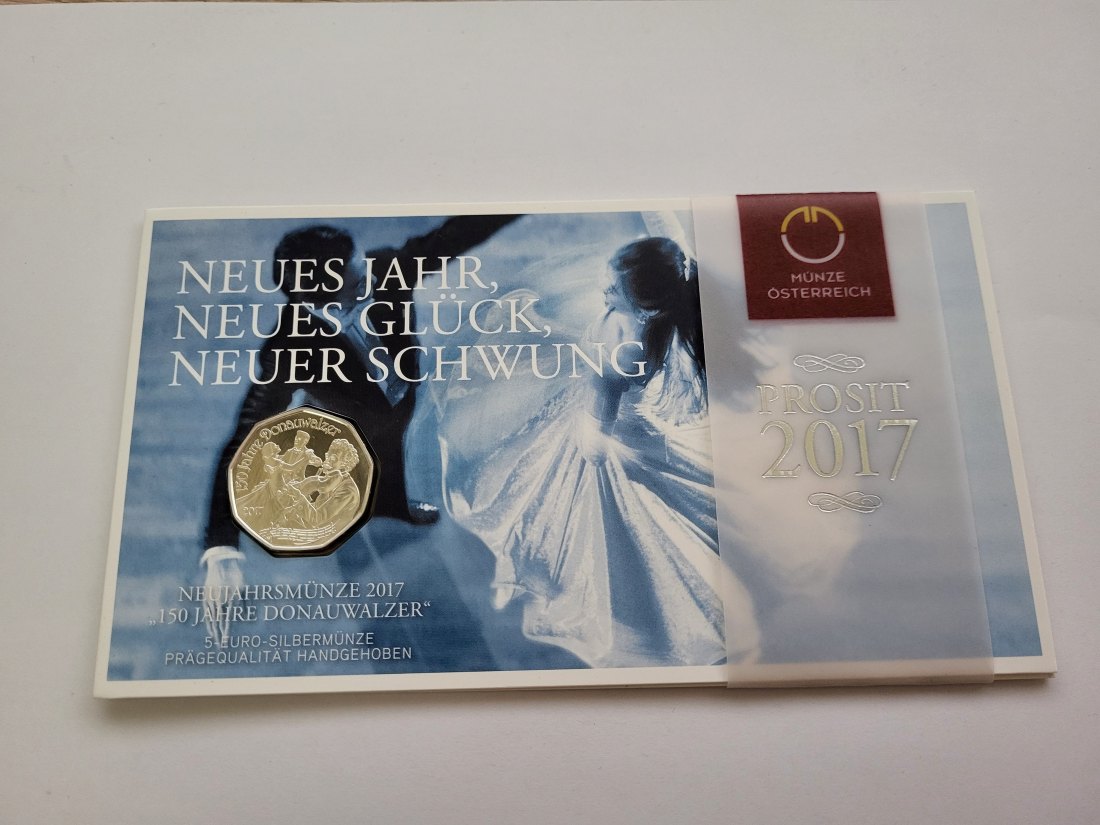 NEUES JAHR,
NEUES GLÜCK,
NEUER SCHWUNG
150 Jahre Donauwalzer
2017
NEUJAHRSMÜNZE 2017
„150 JAHRE DONAUWALZER“
5-EURO-SILBERMÜNZE
PRÄGEQUALITÄT HANDGEHOBEN
MÜNZE
ÖSTERREICH
PROSIT
2017